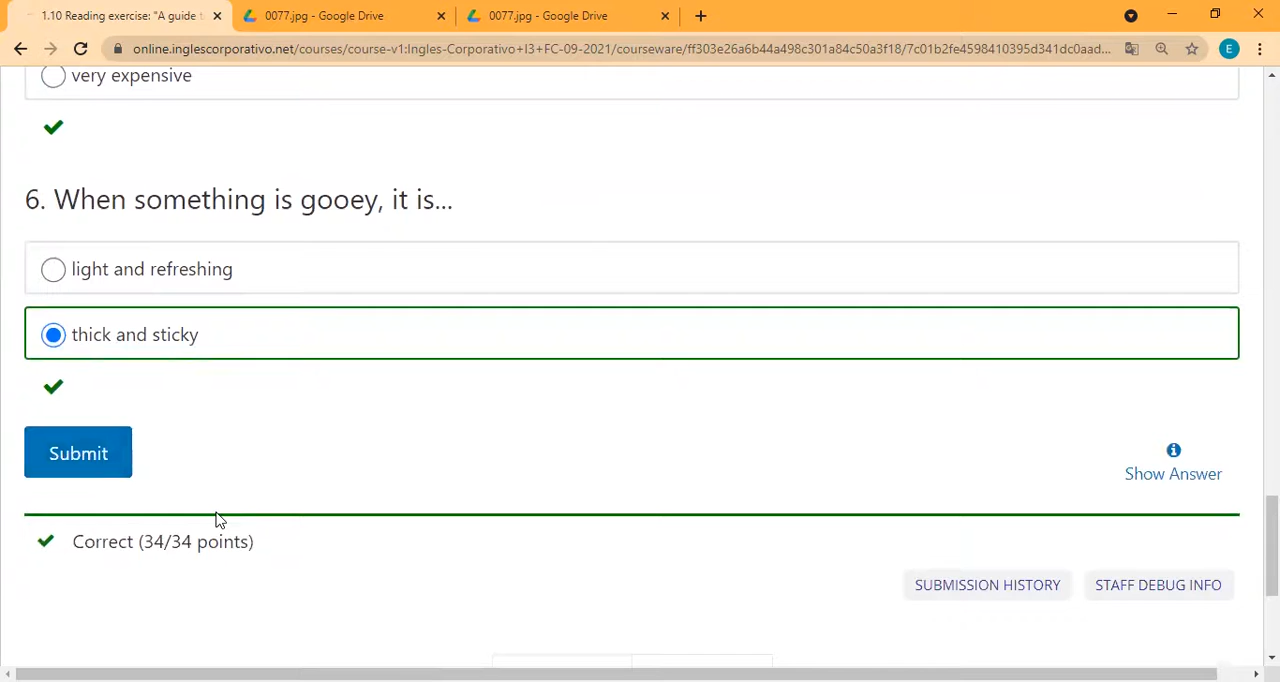 1.10 Reading exercise: "A guide t
0077.jpg - Google Drive
0077.jpg - Google Drive
online.inglescorporativo.net/courses/course-v1:Ingles-Corporativo+I3+FC-09-2021/courseware/ff303e26a6b44a498c301a84c50a3f18/7c01b2fe4598410395d341dc0aad...
E
very expensive
6. When something is gooey, it is...
light and refreshing
thick and sticky
Submit
Show Answer
Correct (34/34 points)
SUBMISSION HISTORY
STAFF DEBUG INFO